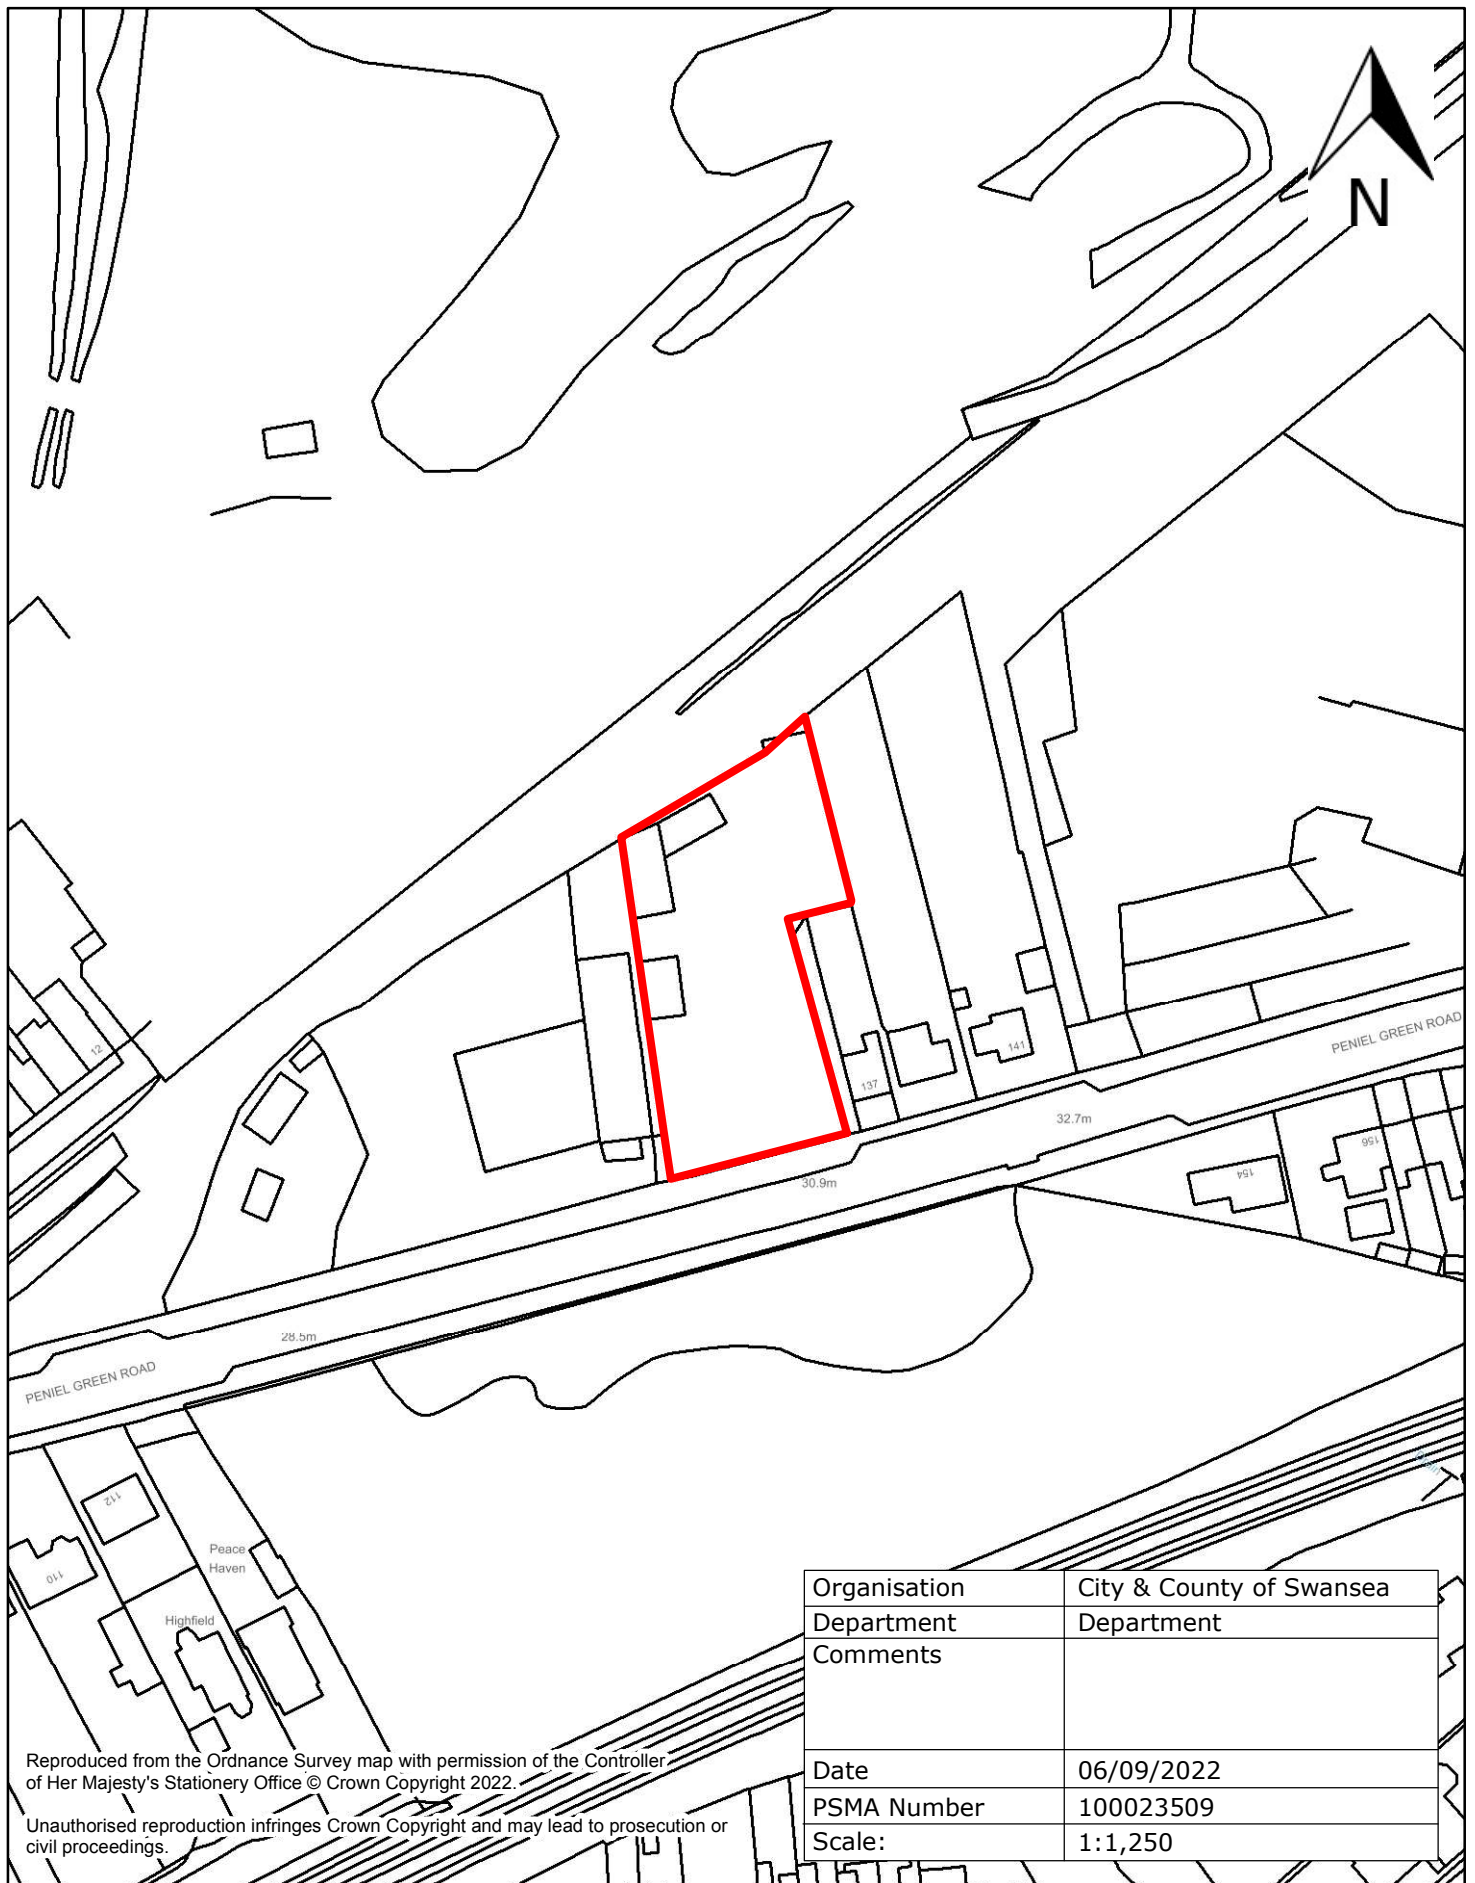 N
12
141
137
PENIEL GREEN ROAD
32.7m
156
154
30.9m
28.5m
PENIEL GREEN ROAD
112
110
Peace
Haven
Highfield
Drain
Organisation City & County of Swansea
Department Department
Comments
Date 06/09/2022
PSMA Number 100023509
Scale: 1:1,250
Reproduced from the Ordnance Survey map with permission of the Controller
of Her Majesty's Stationery Office © Crown Copyright 2022.
Unauthorised reproduction infringes Crown Copyright and may lead to prosecution or
civil proceedings.